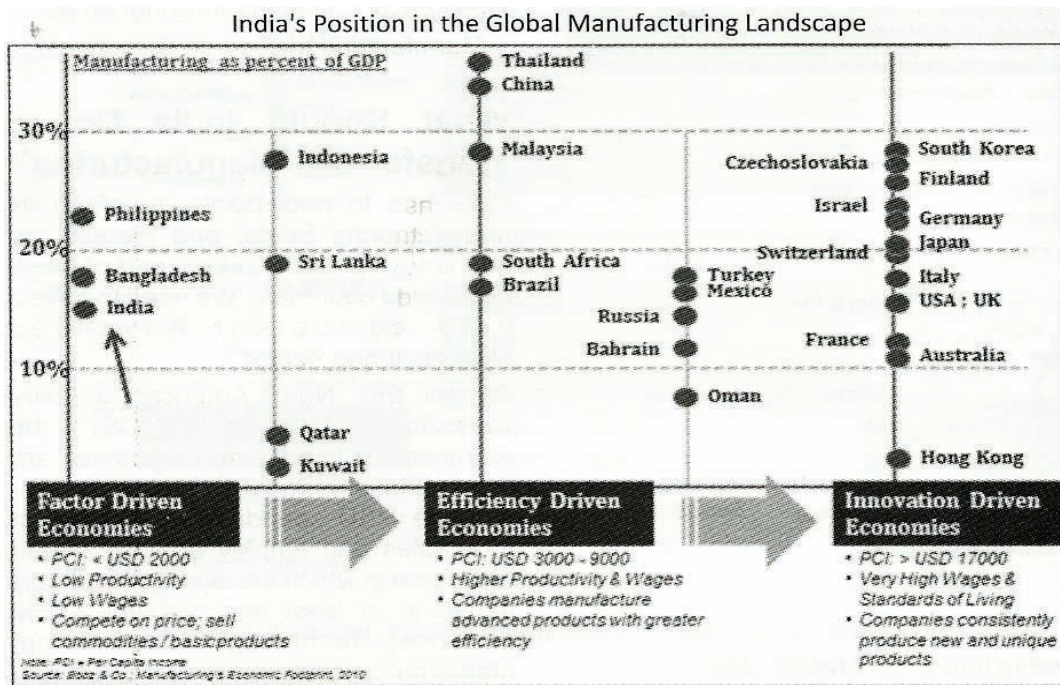 India's Position in the Global Manufacturing Landscape
Manufacturing as percent of GDP
30%
20%
10%
Philippines
Bangladesh
India
Indonesia
Sri Lanka
Qatar
Kuwait
Thailand
China
Malaysia
South Africa
Brazil
Turkey
Mexico
Russia
Bahrain
Oman
South Korea
Czechoslovakia
Finland
Israel
Germany
Japan
Switzerland
Italy
USA ; UK
France
Australia
Hong Kong
Factor Driven
Economies
• PCI: < USD 2000
• Low Productivity
• Low Wages
• Compete on price; sell
commodities / basic products
Efficiency Driven
Economies
• PCI: USD 3000 - 9000
• Higher Productivity & Wages
• Companies manufacture
advanced products with greater
efficiency
Innovation Driven
Economies
• PCI: > USD 17000
• Very High Wages &
Standards of Living
• Companies consistently
produce new and unique
products
Note: PCI = Per Capita Income
Source: Booz & Co. Manufacturing's Economic Footprint, 2010